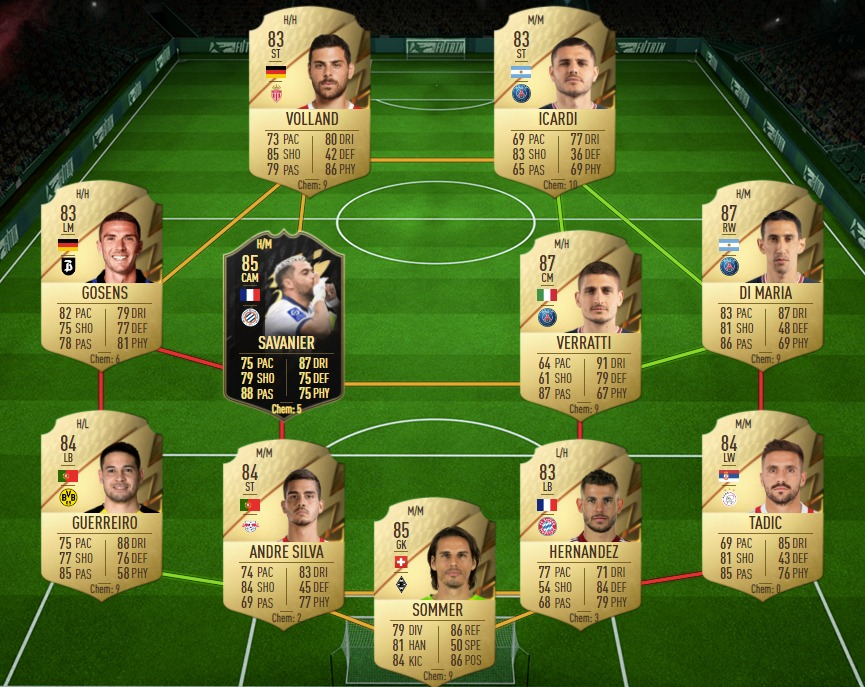 FUTBIN
FUTBIN
FUTBIN
H/H
83
ST
VOLLAND
73 PAC 80 DRI
85 SHO 42 DEF
79 PAS 86 PHY
Chem: 9
M/M
83
ST
ICARDI
69 PAC 77 DRI
83 SHO 36 DEF
65 PAS 69 PHY
Chem: 10
H/H
83
LM
GOSENS
82 PAC 79 DRI
75 SHO 77 DEF
78 PAS 81 PHY
Chem: 6
H/M
85
CAM
SAVANIER
75 PAC 87 DRI
79 SHO 75 DEF
88 PAS 75 PHY
Chem: 5
M/H
87
CM
VERRATTI
64 PAC 91 DRI
61 SHO 79 DEF
87 PAS 67 PHY
Chem: 9
H/M
87
RW
DI MARIA
83 PAC 87 DRI
81 SHO 48 DEF
86 PAS 69 PHY
Chem: 9
H/L
84
LB
GUERREIRO
75 PAC 88 DRI
77 SHO 76 DEF
85 PAS 58 PHY
Chem: 9
M/M
84
ST
ANDRE SILVA
74 PAC 83 DRI
84 SHO 45 DEF
69 PAS 77 PHY
Chem: 2
M/M
85
GK
SOMMER
79 DIV 86 REF
81 HAN 50 SPE
84 KIC 86 POS
Chem: 9
L/H
83
LB
HERNANDEZ
77 PAC 71 DRI
54 SHO 84 DEF
68 PAS 79 PHY
Chem: 3
M/M
84
LW
TADIC
69 PAC 85 DRI
81 SHO 43 DEF
85 PAS 76 PHY
Chem: 0